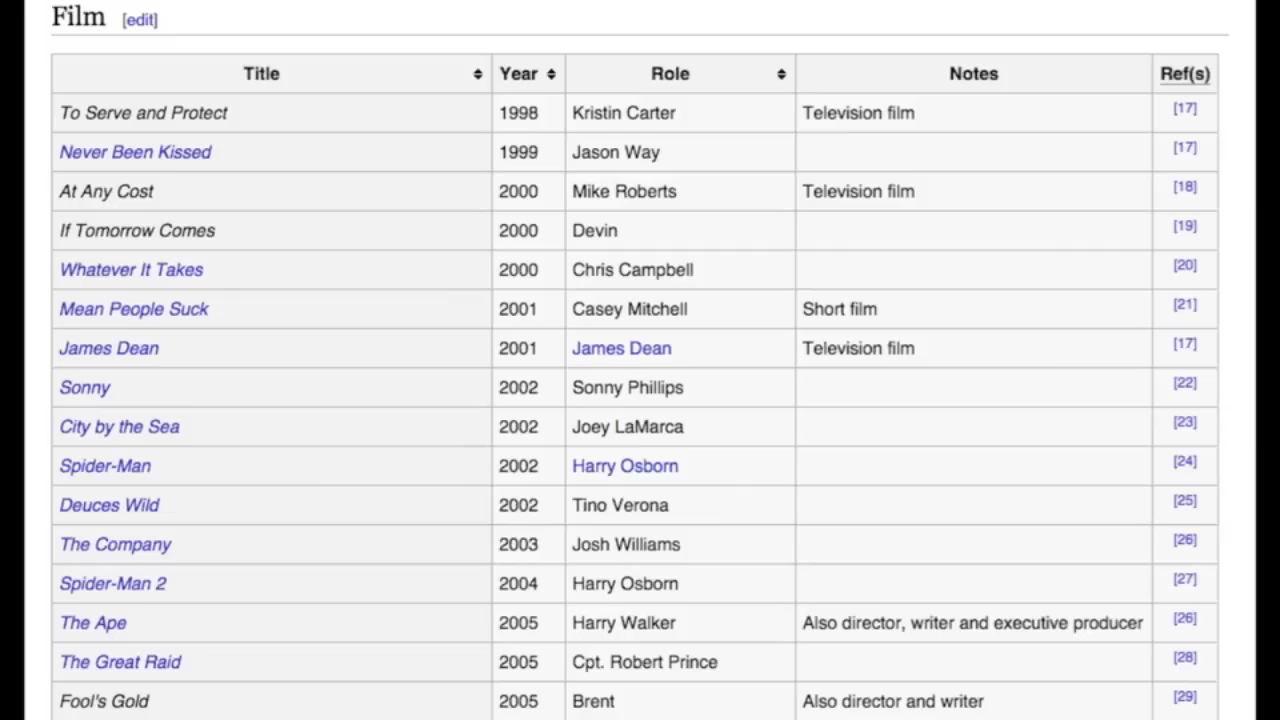 Film [edit]
Title Year Role Notes Ref(s)
To Serve and Protect 1998 Kristin Carter Television film [17]
Never Been Kissed 1999 Jason Way [17]
At Any Cost 2000 Mike Roberts Television film [18]
If Tomorrow Comes 2000 Devin [19]
Whatever It Takes 2000 Chris Campbell [20]
Mean People Suck 2001 Casey Mitchell Short film [21]
James Dean 2001 James Dean Television film [17]
Sonny 2002 Sonny Phillips [22]
City by the Sea 2002 Joey LaMarca [23]
Spider-Man 2002 Harry Osborn [24]
Deuces Wild 2002 Tino Verona [25]
The Company 2003 Josh Williams [26]
Spider-Man 2 2004 Harry Osborn [27]
The Ape 2005 Harry Walker Also director, writer and executive producer [26]
The Great Raid 2005 Cpt. Robert Prince [28]
Fool's Gold 2005 Brent Also director and writer [29]